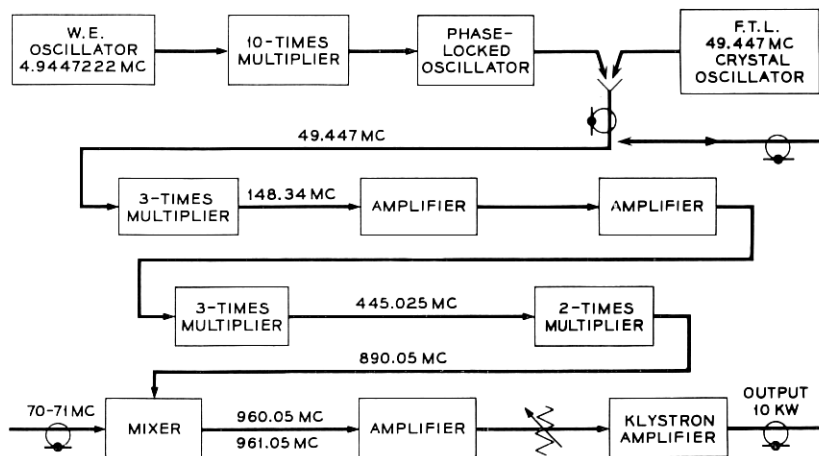 W.E.
OSCILLATOR
4.9447222 MC
10-TIMES
MULTIPLIER
PHASE-
LOCKED
OSCILLATOR
F.T.L.
49.447 MC
CRYSTAL
OSCILLATOR
49.447 MC
3-TIMES
MULTIPLIER
148.34 MC
AMPLIFIER
AMPLIFIER
3-TIMES
MULTIPLIER
445.025 MC
2-TIMES
MULTIPLIER
890.05 MC
70-71 MC
MIXER
960.05 MC
961.05 MC
AMPLIFIER
KLYSTRON
AMPLIFIER
OUTPUT
10 KW